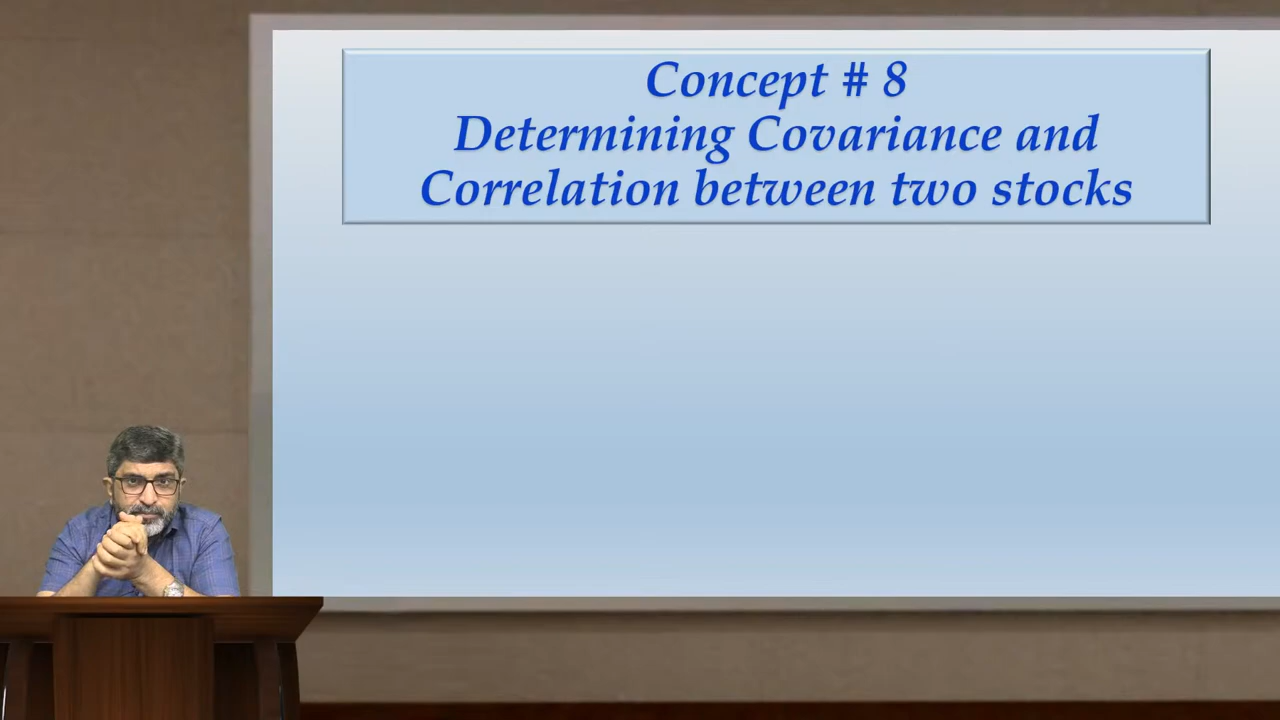 Concept # 8
Determining Covariance and
Correlation between two stocks